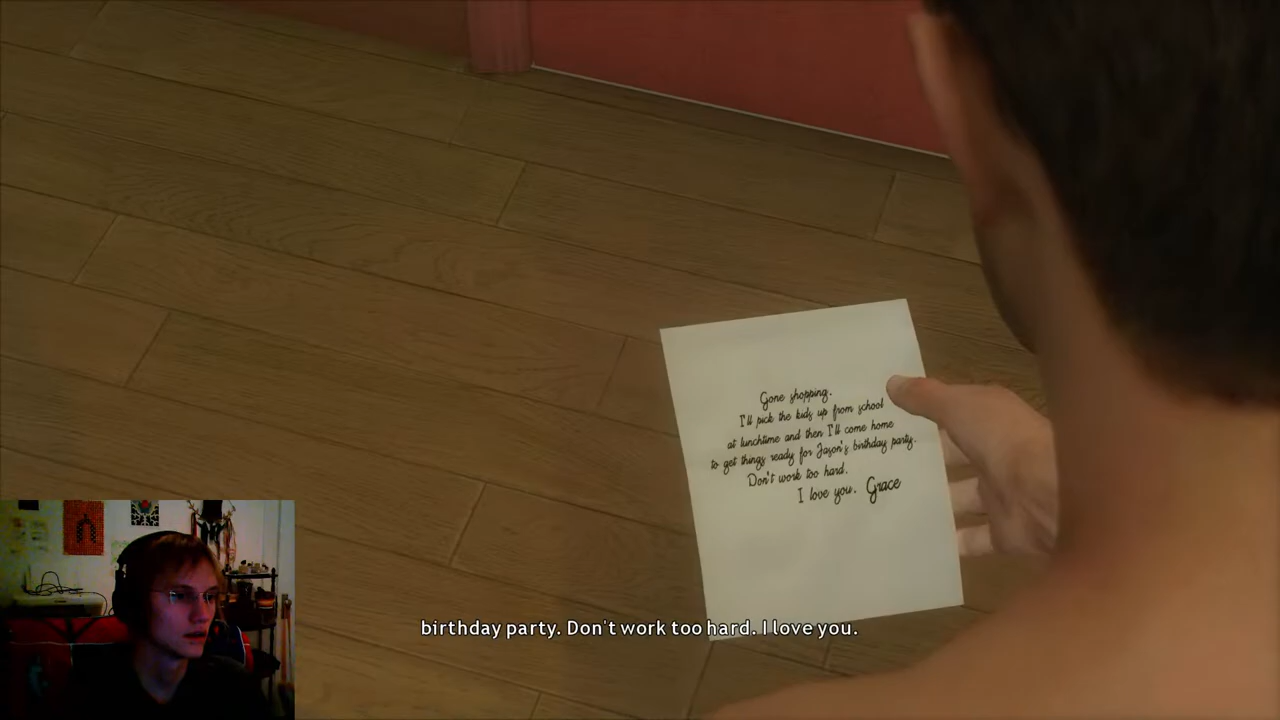 Gone shopping.
I'll pick the kids up from school
at lunchtime and then I'll come home
to get things ready for Jason's birthday party.
Don't work too hard.
I love you. Grace
birthday party. Don't work too hard. I love you.